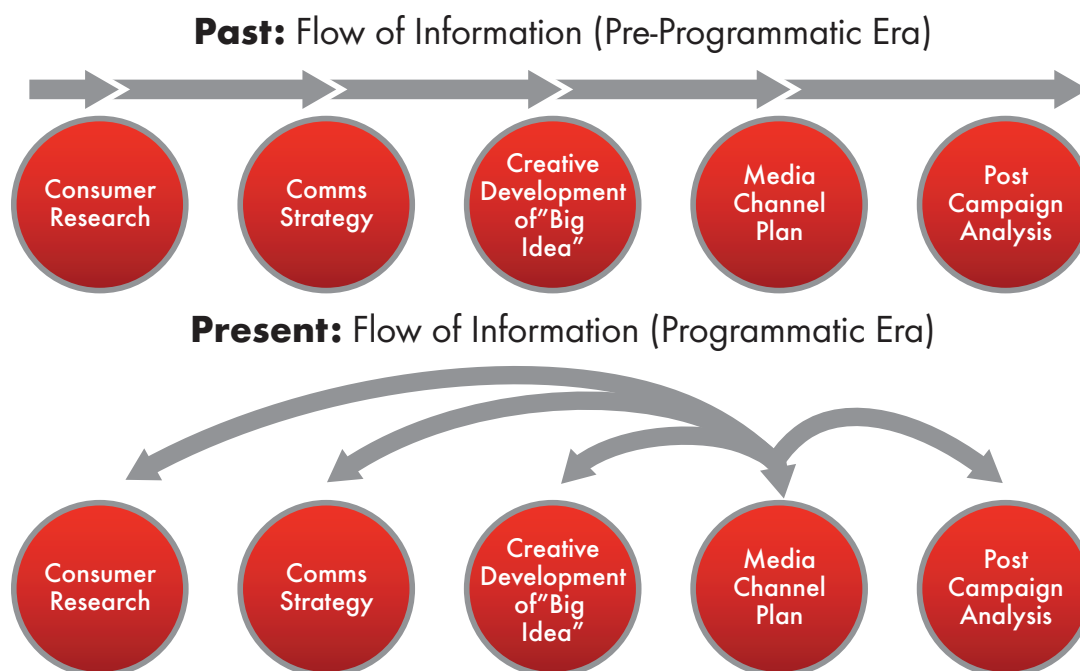 Past: Flow of Information (Pre-Programmatic Era)
Consumer
Research
Comms
Strategy
Creative
Development
of"Big
Idea"
Media
Channel
Plan
Post
Campaign
Analysis
Present: Flow of Information (Programmatic Era)
Consumer
Research
Comms
Strategy
Creative
Development
of"Big
Idea"
Media
Channel
Plan
Post
Campaign
Analysis